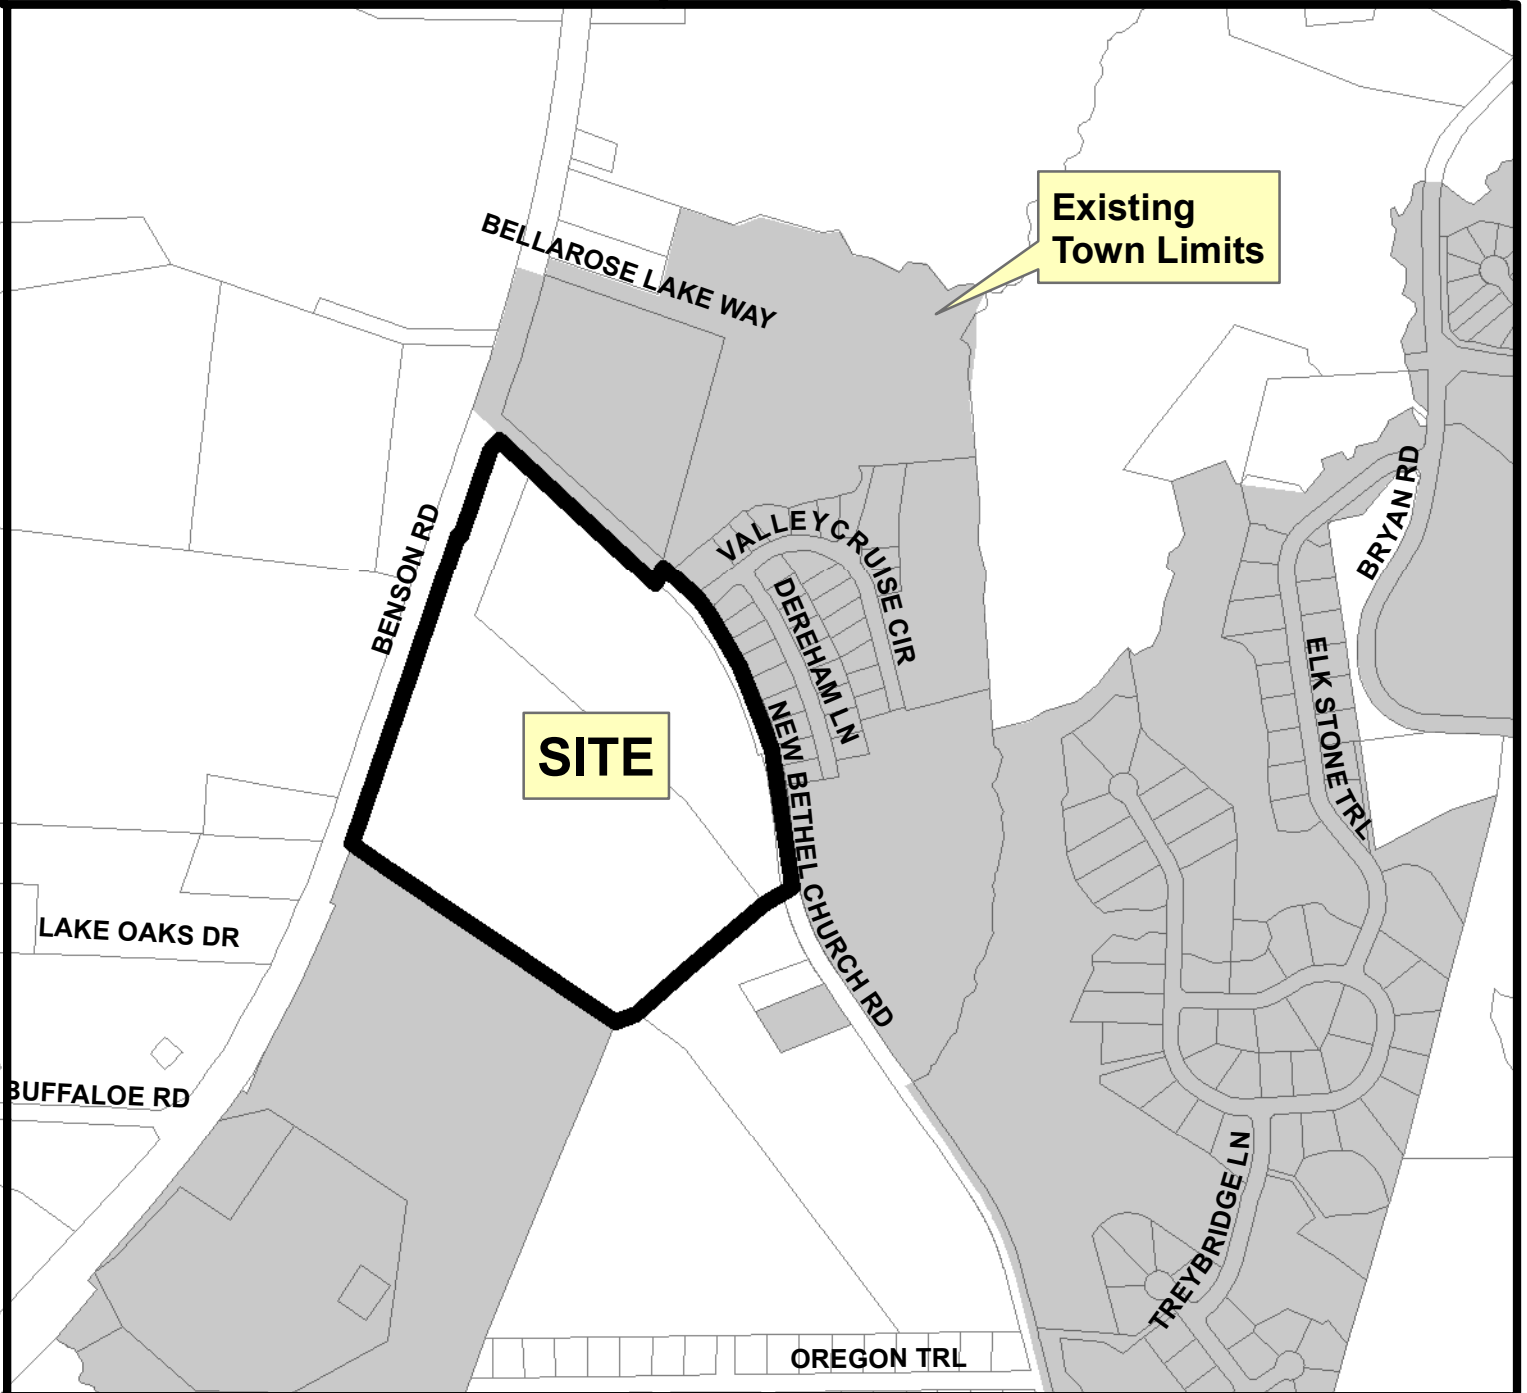 Existing
Town Limits
BELLAROSE LAKE WAY
BENSON RD
VALLEYCRUISE CIR
DEREHAM LN
BRYAN RD
ELK STONE TRL
SITE
NEW BETHEL CHURCH RD
LAKE OAKS DR
BUFFALOE RD
TREYBRIDGE LN
OREGON TRL